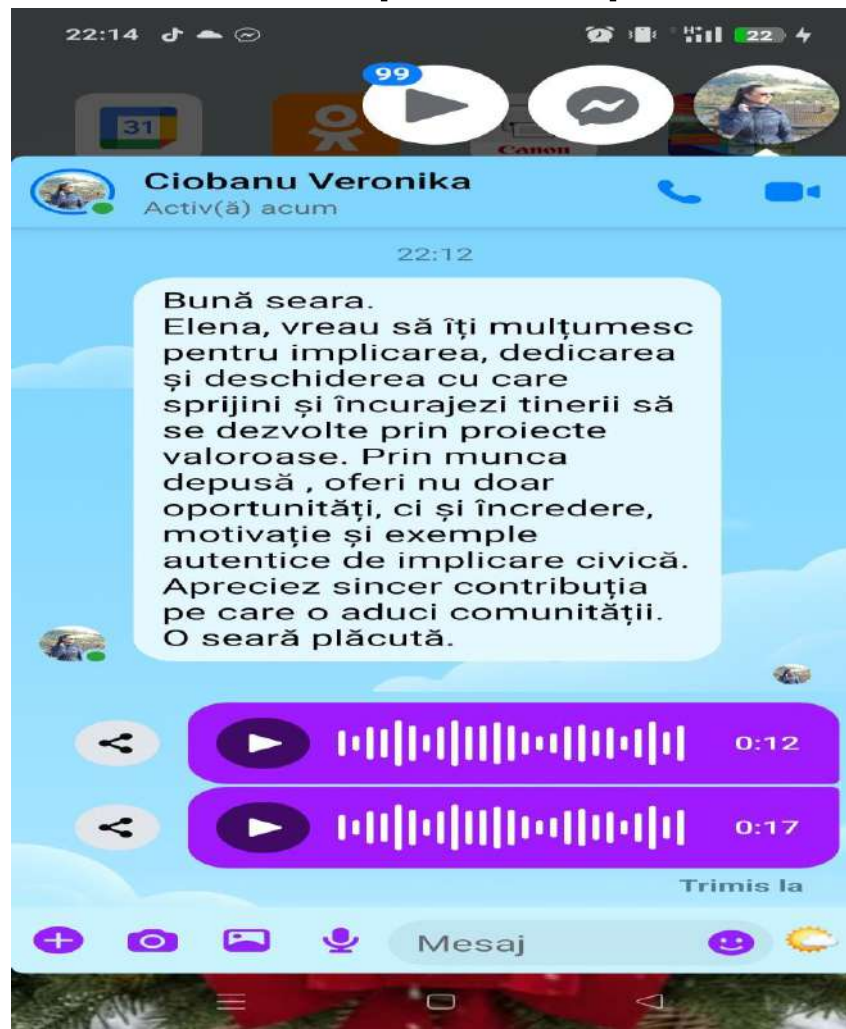 22:14
22
99
31
Canon
Ciobanu Veronika
Activ(ă) acum
22:12
Bună seara.
Elena, vreau să îți mulțumesc
pentru implicarea, dedicarea
și deschiderea cu care
sprijini și încurajezi tinerii să
se dezvolte prin proiecte
valoroase. Prin munca
depusă , oferi nu doar
oportunități, ci și încredere,
motivație și exemple
autentice de implicare civică.
Apreciez sincer contribuția
pe care o aduci comunității.
O seară plăcută.
0:12
0:17
Trimis la
Mesaj